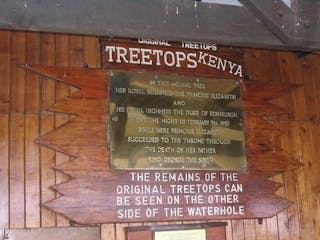 ORIGINAL TREETOPS
TREETOPS KENYA
IN THIS MUGUMU TREE
HER ROYAL HIGHNESS THE PRINCESS ELIZABETH
AND
HIS ROYAL HIGHNESS THE DUKE OF EDINBURGH
SPENT THE NIGHT OF FEBRUARY 5TH 1952
WHILE HERE PRINCESS ELIZABETH
SUCCEEDED TO THE THRONE THROUGH
THE DEATH OF HER FATHER
KING GEORGE THE SIXTH
THE REMAINS OF THE
ORIGINAL TREETOPS CAN
BE SEEN ON THE OTHER
SIDE OF THE WATERHOLE